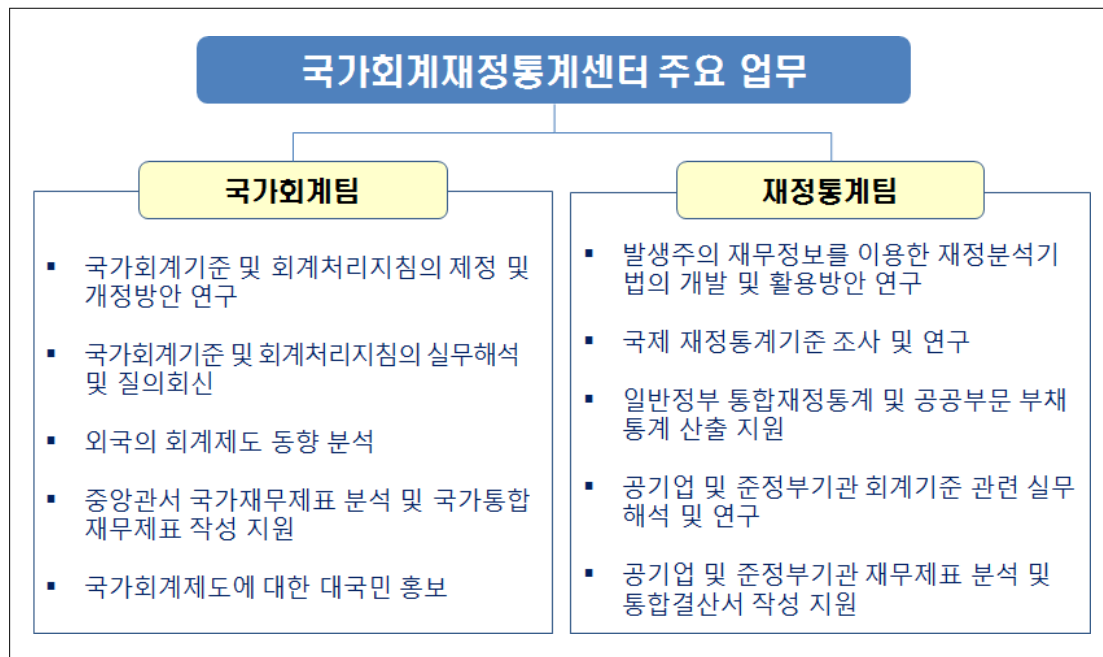 국가회계재정통계센터 주요 업무
국가회계팀
▪ 국가회계기준 및 회계처리지침의 제정 및
개정방안 연구
▪ 국가회계기준 및 회계처리지침의 실무해석
및 질의회신
▪ 외국의 회계제도 동향 분석
▪ 중앙관서 국가재무제표 분석 및 국가통합
재무제표 작성 지원
▪ 국가회계제도에 대한 대국민 홍보
재정통계팀
▪ 발생주의 재무정보를 이용한 재정분석기
법의 개발 및 활용방안 연구
▪ 국제 재정통계기준 조사 및 연구
▪ 일반정부 통합재정통계 및 공공부문 부채
통계 산출 지원
▪ 공기업 및 준정부기관 회계기준 관련 실무
해석 및 연구
▪ 공기업 및 준정부기관 재무제표 분석 및
통합결산서 작성 지원